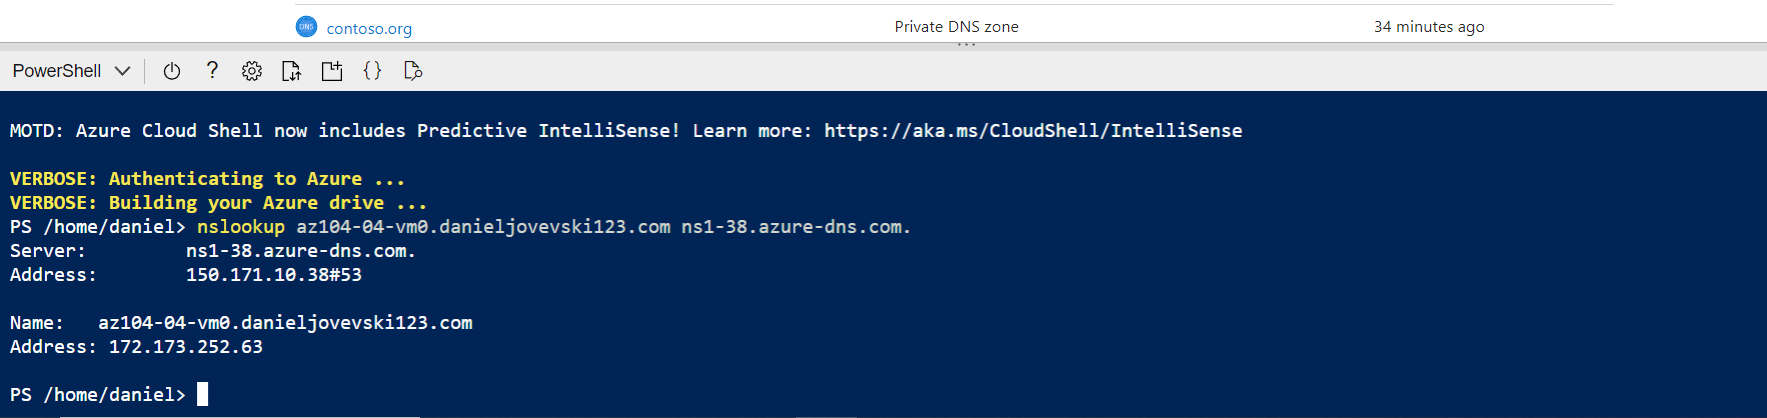 DNS contoso.org Private DNS zone 34 minutes ago
PowerShell ? {}
MOTD: Azure Cloud Shell now includes Predictive IntelliSense! Learn more: https://aka.ms/CloudShell/IntelliSense
VERBOSE: Authenticating to Azure ...
VERBOSE: Building your Azure drive ...
PS /home/daniel> nslookup az104-04-vm0.danieljovevski123.com ns1-38.azure-dns.com.
Server: ns1-38.azure-dns.com.
Address: 150.171.10.38#53
Name: az104-04-vm0.danieljovevski123.com
Address: 172.173.252.63
PS /home/daniel>